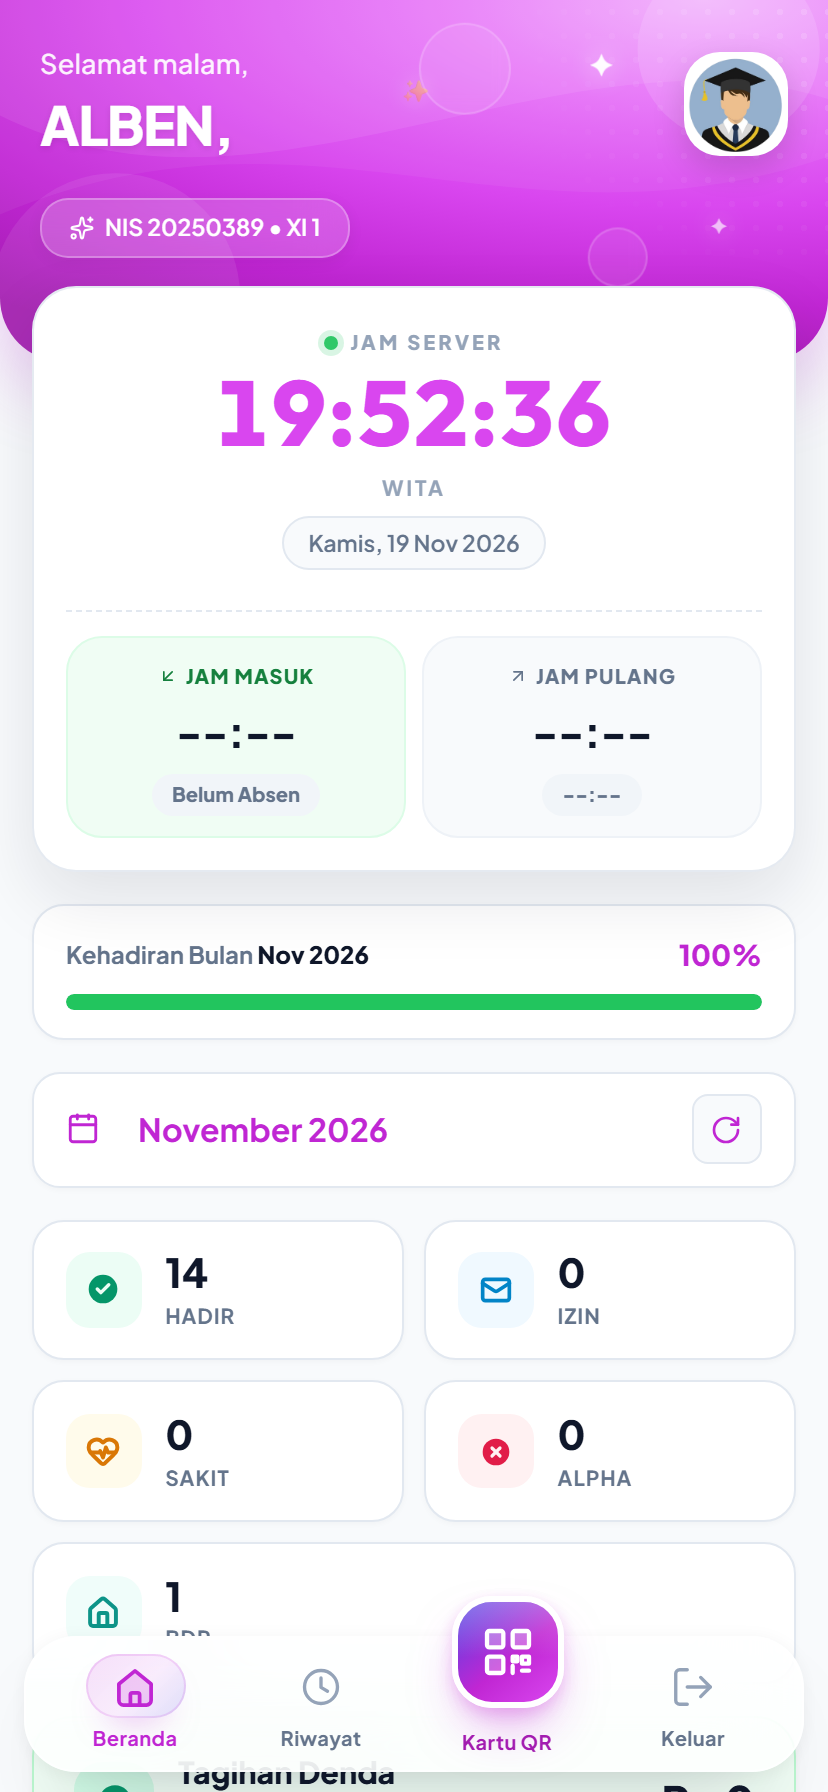 Selamat malam,
ALBEN,
NIS 20250389 • XI 1
JAM SERVER
19:52:36
WITA
Kamis, 19 Nov 2026
JAM MASUK
--:--
Belum Absen
JAM PULANG
--:--
--:--
Kehadiran Bulan Nov 2026
100%
November 2026
14
HADIR
0
IZIN
0
SAKIT
0
ALPHA
1
Beranda
Riwayat
Kartu QR
Keluar
Tagihan Denda